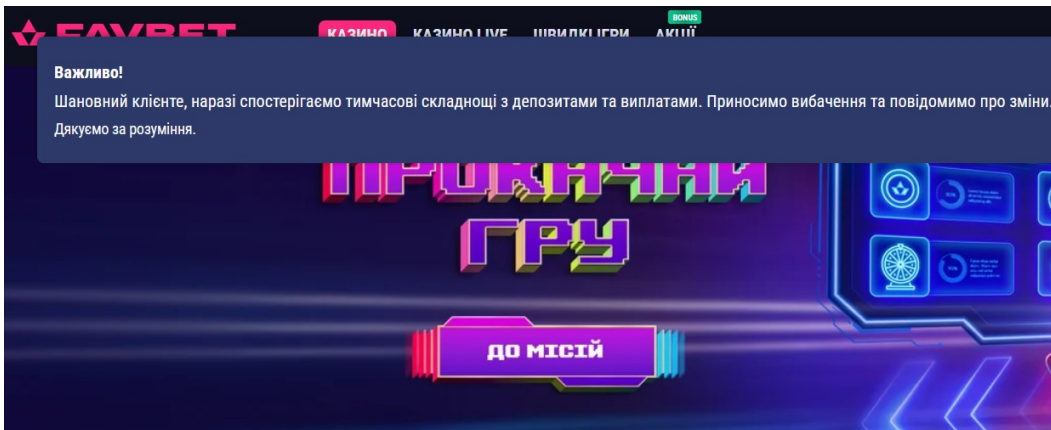 BONUS
FAVBET
КАЗИНО КАЗИНО LIVE ШВИДКІ ІГРИ АКЦІЇ
Важливо!
Шановний клієнте, наразі спостерігаємо тимчасові складнощі з депозитами та виплатами. Приносимо вибачення та повідомимо про зміни.
Дякуємо за розуміння.
ПРОКАЧАЙ
ГРУ
ДО МІСІЙ